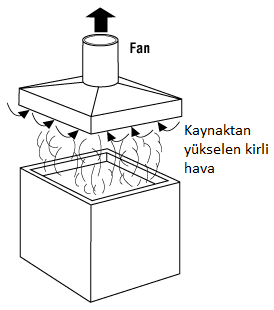 Fan
Kaynaktan
yükselen kirli
hava